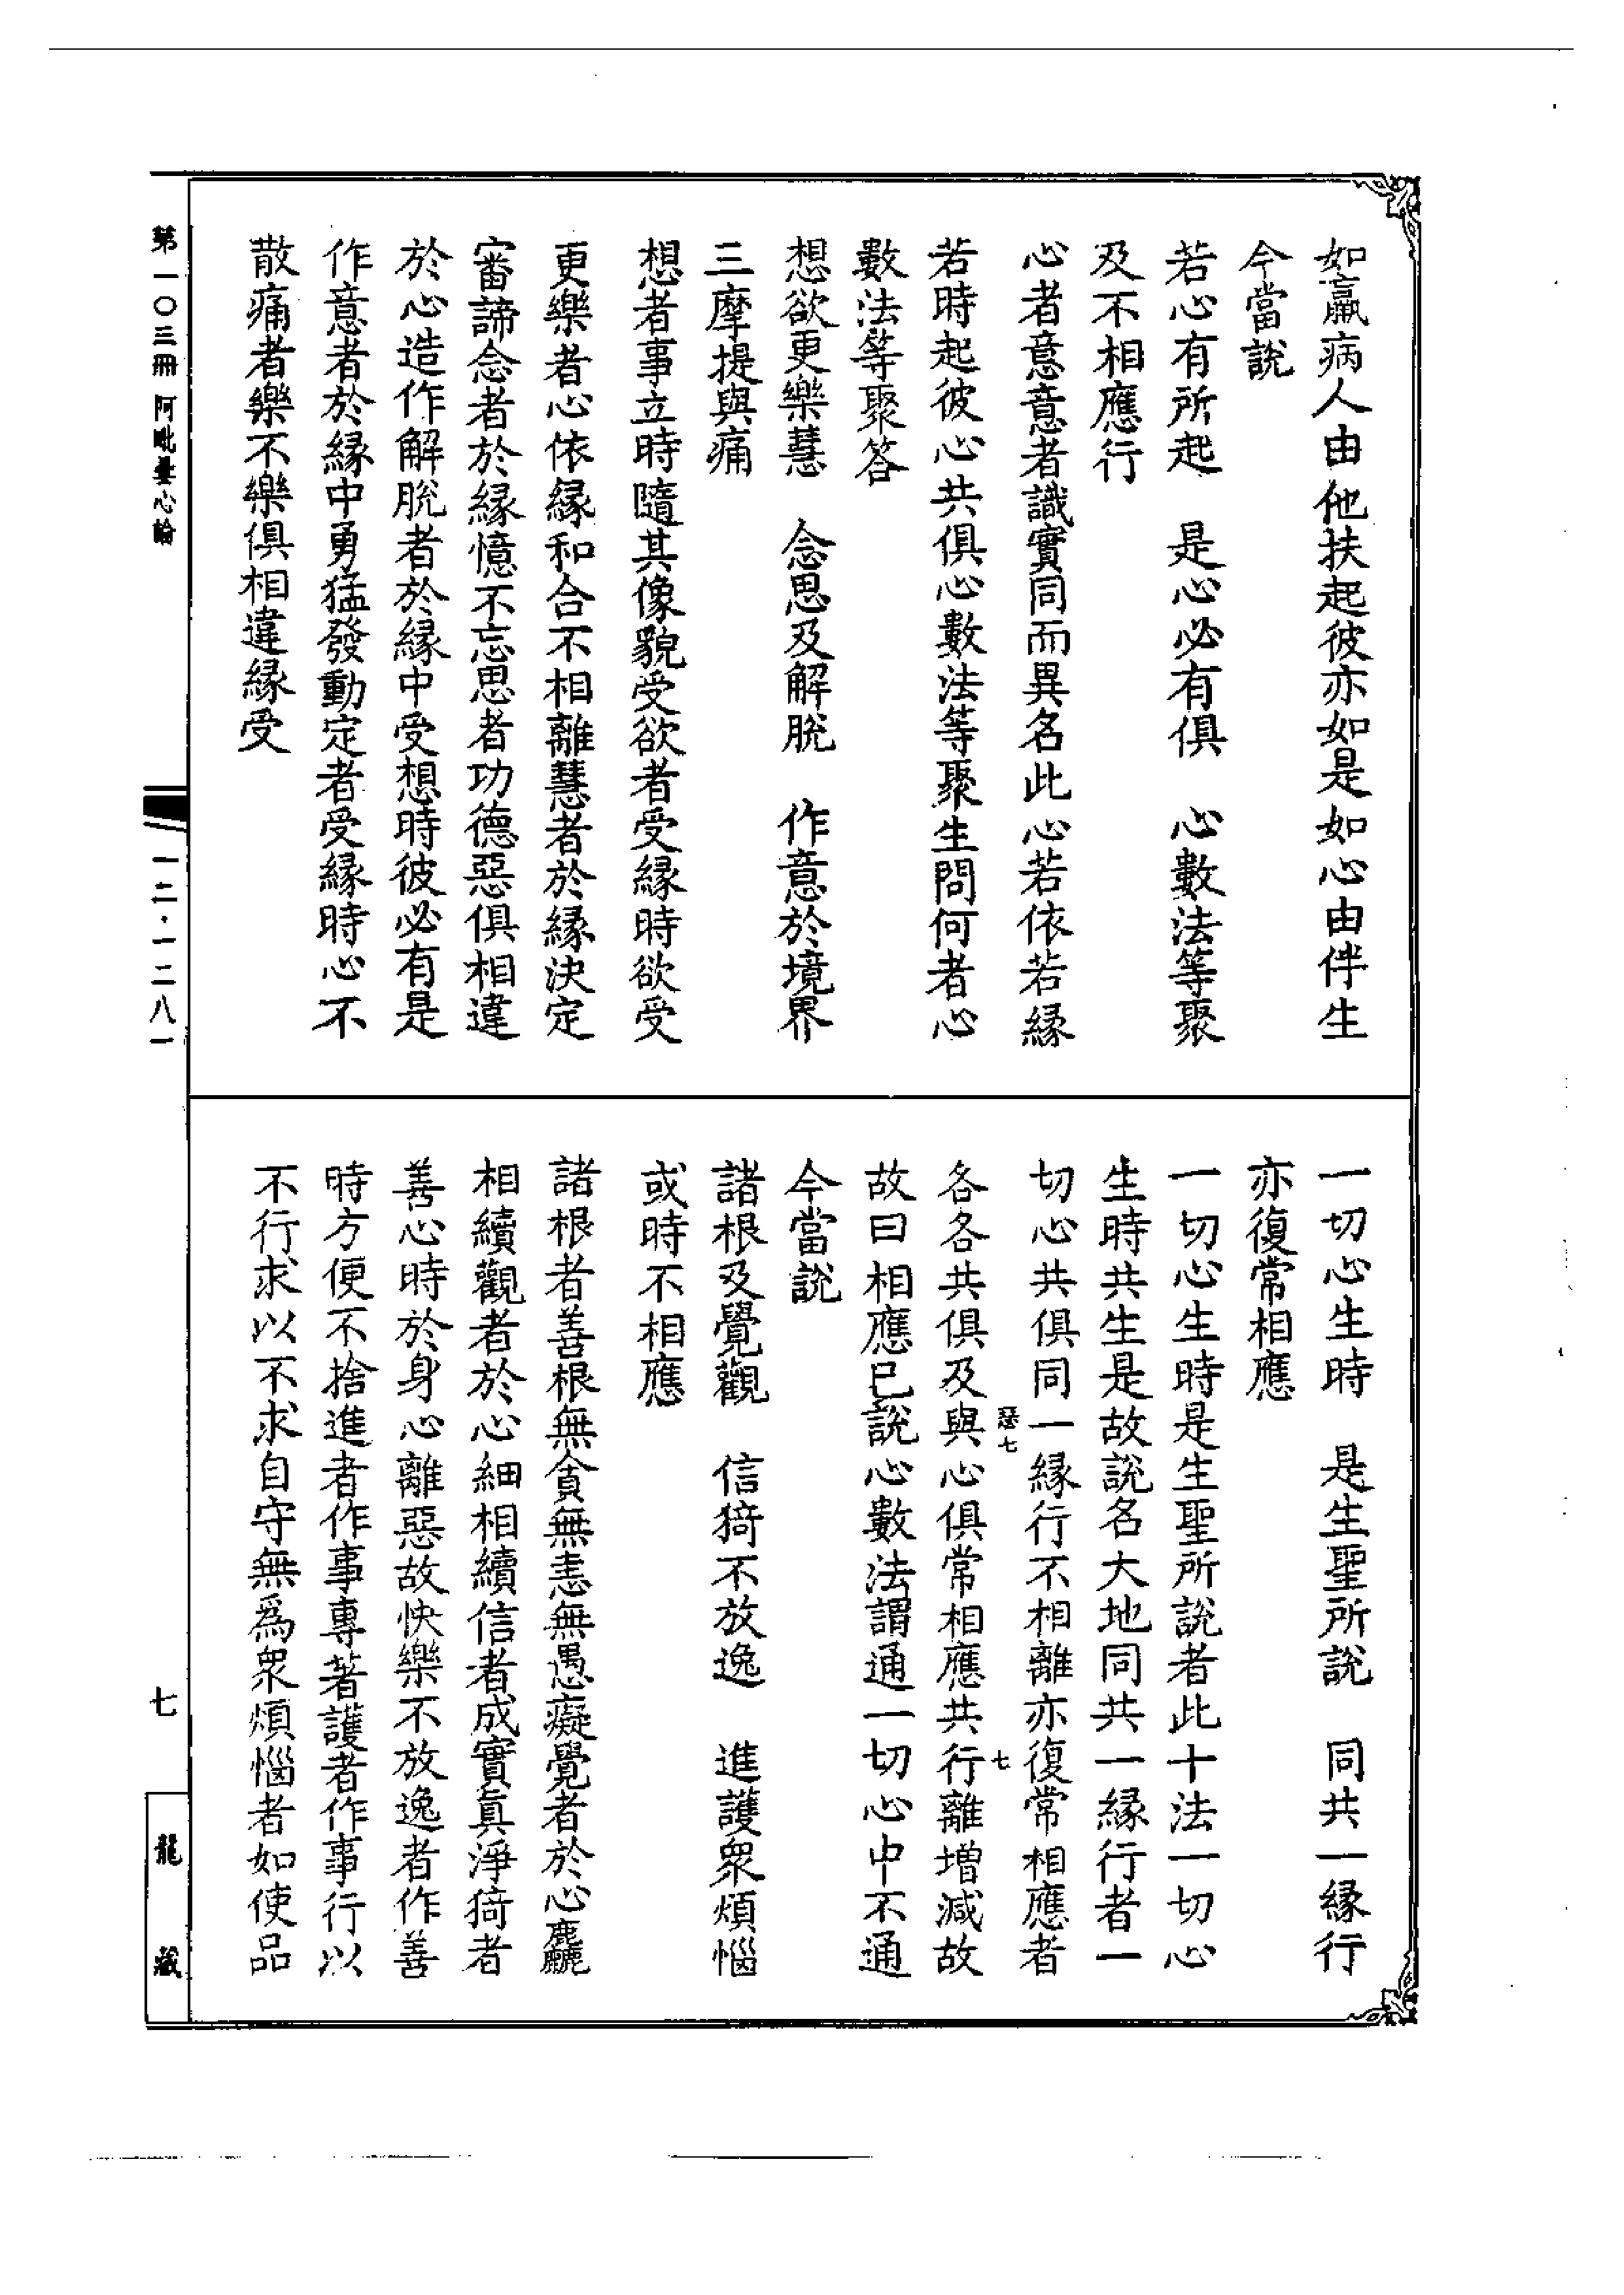 如羸病人由他扶起彼亦如是如心由伴生
今當說
若心有所起　是心必有俱　心數法等聚
及不相應行
心者意意者識實同而異名此心若依若緣
若時起彼心共俱心數法等聚生問何者心
數法等聚答
想欲更樂慧　念思及解脫　作意於境界
三摩提與痛
想者事立時隨其像貌受欲者受緣時欲受
更樂者心依緣和合不相離慧者於緣決定
審諦念者於緣憶不忘思者功德惡俱相違
於心造作解脫者於緣中受想時彼必有是
作意者於緣中勇猛發動定者受緣時心不
散痛者樂不樂俱相違緣受
一切心生時　是生聖所說　同共一緣行
亦復常相應
一切心生時是生聖所說者此十法一切心
生時共生是故說名大地同共一緣行者一
切心共俱同一緣行不相離亦復常相應者
惡七
七
各各共俱及與心俱常相應共行離增減故
故曰相應已說心數法謂通一切心中不通
今當說
諸根及覺觀　信猗不放逸　進護眾煩惱
或時不相應
諸根者善根無貪無恚無愚癡覺者於心麤
相續觀者於心細相續信者成實真淨猗者
善心時於身心離惡故快樂不放逸者作善
時方便不捨進者作事專著護者作事行以
不行求以不求自守無為眾煩惱者如使品
第一〇三冊 阿毗曇心論
一二·一二八一
七
龍藏